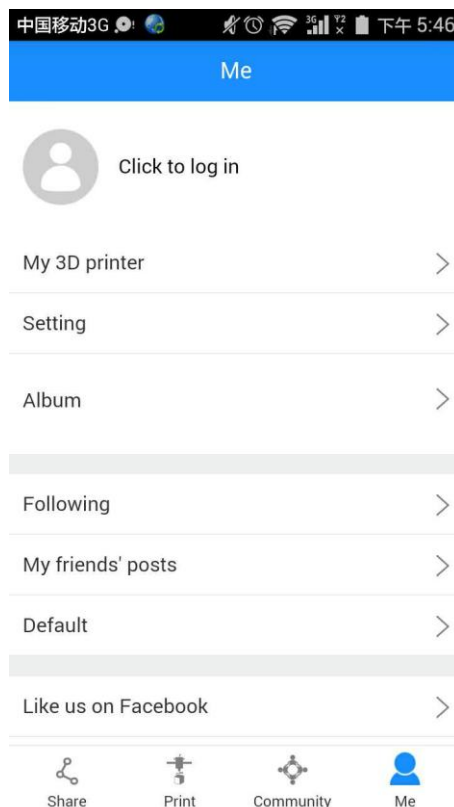 中国移动3G 下午 5:46
Me
Click to log in
My 3D printer
Setting
Album
Following
My friends' posts
Default
Like us on Facebook
Share Print Community Me